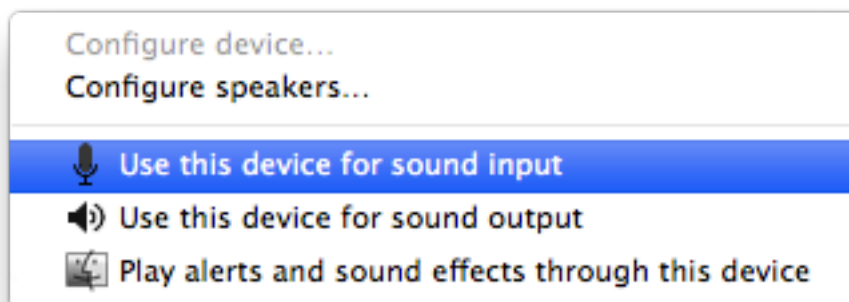 Configure device...
Configure speakers...
Use this device for sound input
Use this device for sound output
Play alerts and sound effects through this device